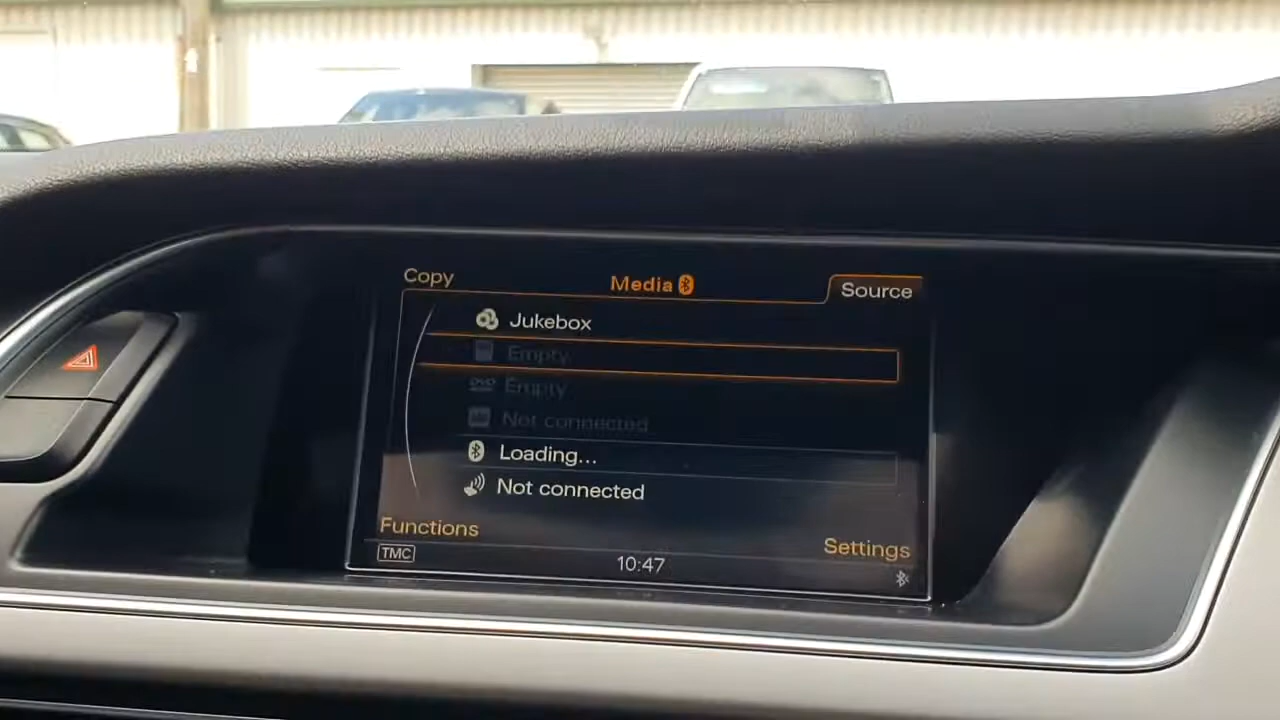 Copy
Media
Source
Jukebox
Empty
Empty
Not connected
Loading...
Not connected
Functions
Settings
TMC
10:47